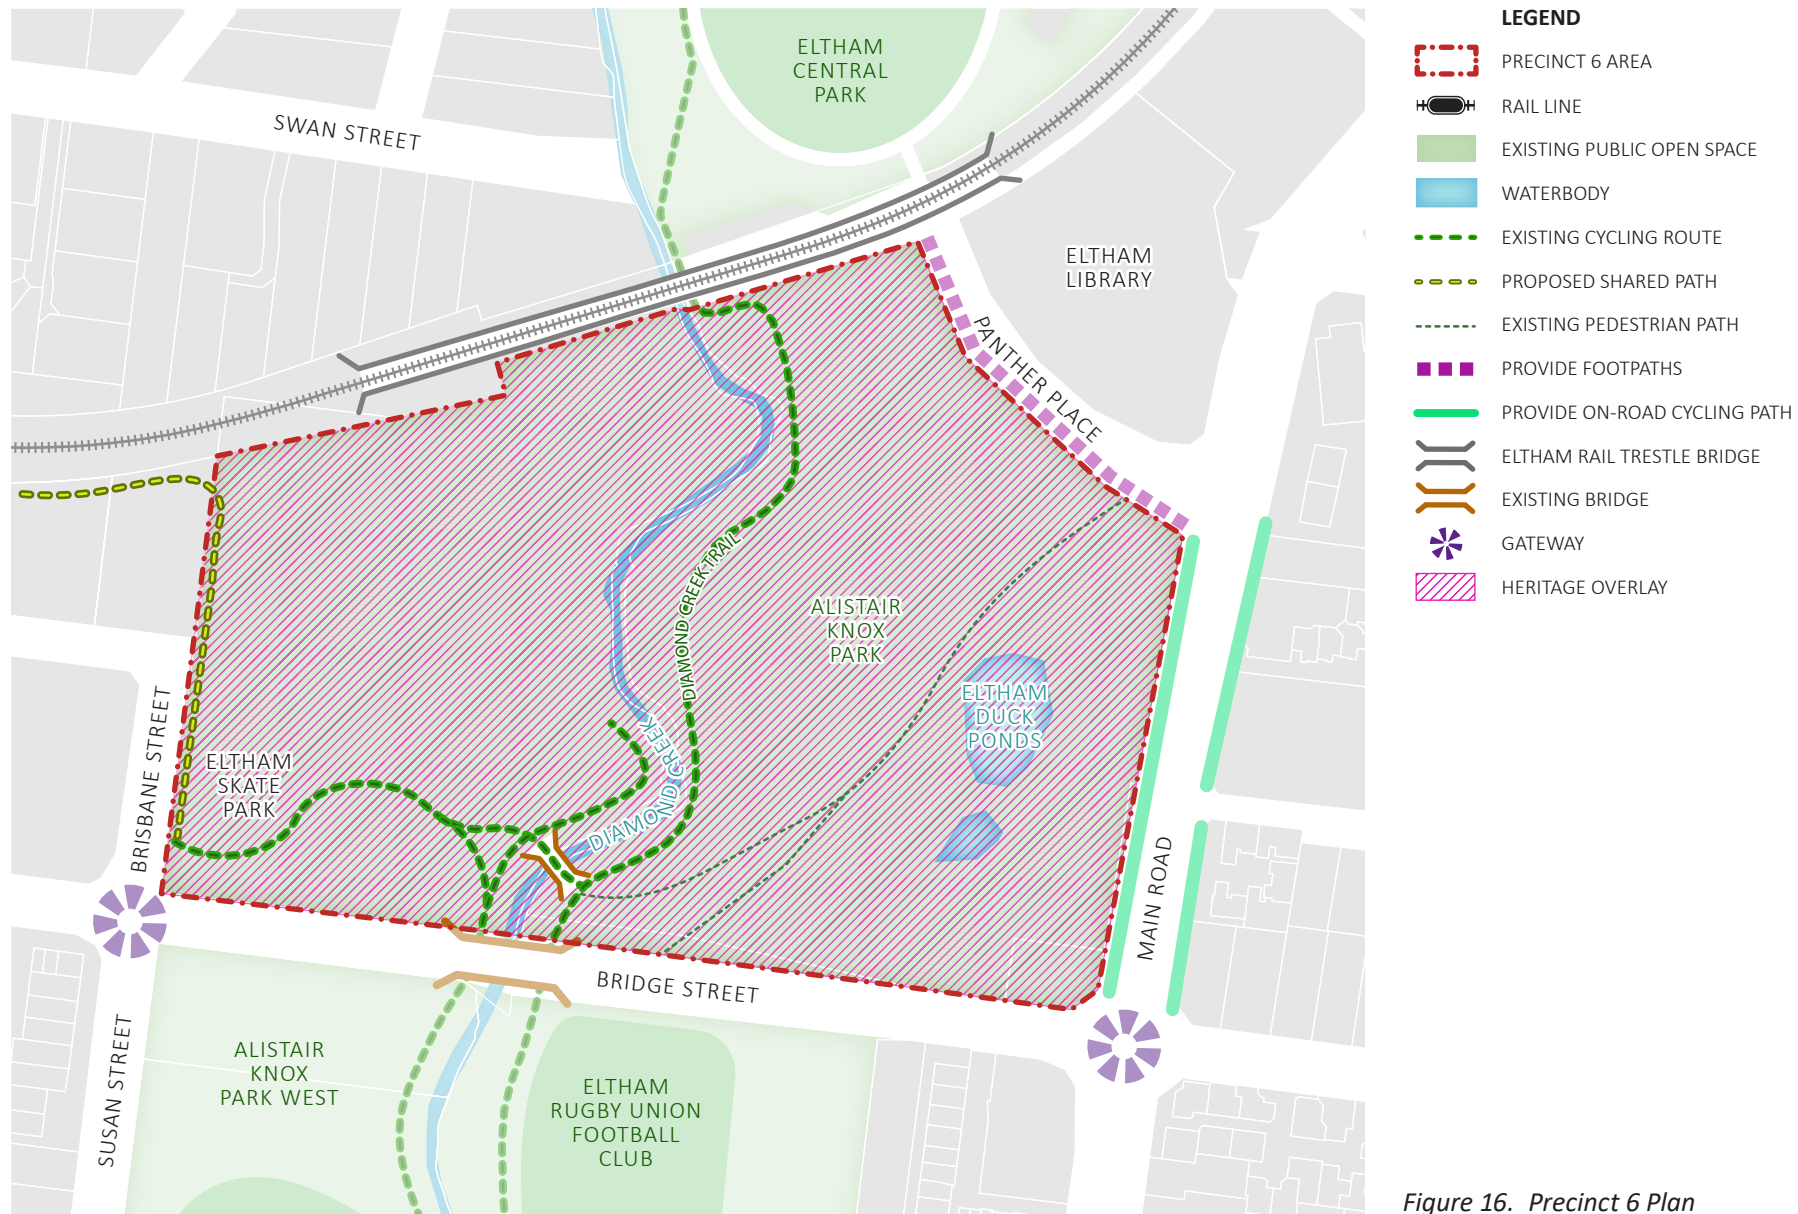 ELTHAM
CENTRAL
PARK
SWAN STREET
ELTHAM
LIBRARY
PANTHER PLACE
DIAMOND CREEK TRAIL
ALISTAIR
KNOX
PARK
ELTHAM
DUCK
PONDS
DIAMOND CREEK
ELTHAM
SKATE
PARK
BRISBANE STREET
MAIN ROAD
BRIDGE STREET
SUSAN STREET
ALISTAIR
KNOX
PARK WEST
ELTHAM
RUGBY UNION
FOOTBALL
CLUB
LEGEND
PRECINCT 6 AREA
RAIL LINE
EXISTING PUBLIC OPEN SPACE
WATERBODY
EXISTING CYCLING ROUTE
PROPOSED SHARED PATH
EXISTING PEDESTRIAN PATH
PROVIDE FOOTPATHS
PROVIDE ON-ROAD CYCLING PATH
ELTHAM RAIL TRESTLE BRIDGE
EXISTING BRIDGE
GATEWAY
HERITAGE OVERLAY
Figure 16. Precinct 6 Plan